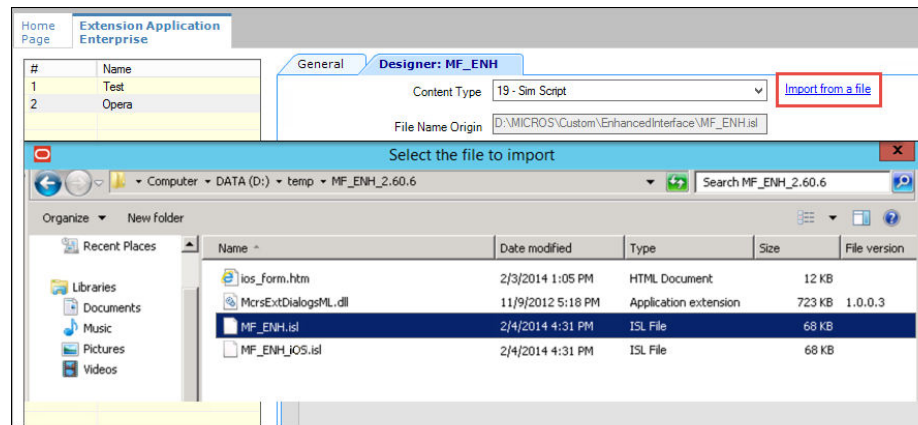 Home Page
Extension Application Enterprise
# Name
1 Test
2 Opera
General Designer: MF_ENH
Content Type 19 - Sim Script Import from a file
File Name Origin D:\MICROS\Custom\EnhancedInterface\MF_ENH.isl
Select the file to import x
Computer DATA (D:) temp MF_ENH_2.60.6 Search MF_ENH_2.60.6
Organize New folder
Recent Places
Libraries
Documents
Music
Pictures
Videos
Name Date modified Type Size File version
ios_form.htm 2/3/2014 1:05 PM HTML Document 12 KB
McrsExtDialogsML.dll 11/9/2012 5:18 PM Application extension 723 KB 1.0.0.3
MF_ENH.isl 2/4/2014 4:31 PM ISL File 68 KB
MF_ENH_iOS.isl 2/4/2014 4:31 PM ISL File 68 KB